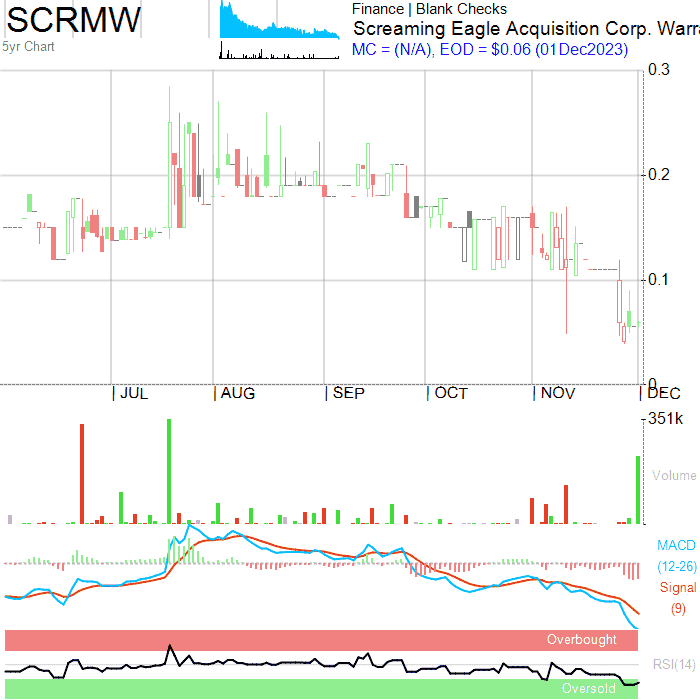 SCRMW
Finance | Blank Checks
Screaming Eagle Acquisition Corp. Warra
5yr Chart
MC = (N/A), EOD = $0.06 (01Dec2023)
0.3
0.2
0.1
0
| JUL | AUG | SEP | OCT | NOV | DEC
351k
Volume
MACD
(12-26)
Signal
(9)
Overbought
RSI(14)
Oversold